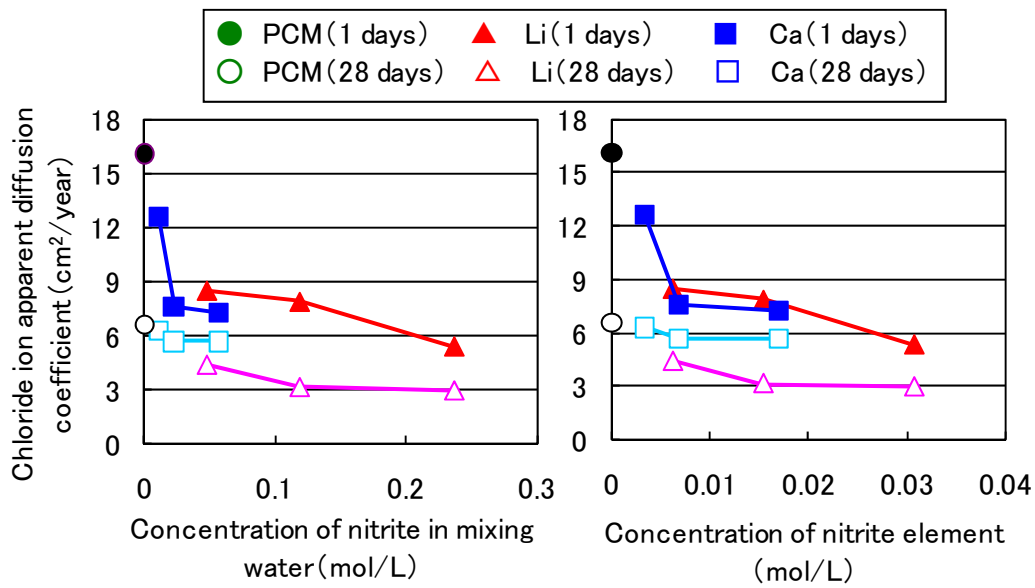 PCM(1 days) Li(1 days) Ca(1 days)
PCM(28 days) Li(28 days) Ca(28 days)
Chloride ion apparent diffusion
coefficient(cm²/year)
18
15
12
9
6
3
0
0 0.1 0.2 0.3
Concentration of nitrite in mixing
water(mol/L)
18
15
12
9
6
3
0
0 0.01 0.02 0.03 0.04
Concentration of nitrite element
(mol/L)